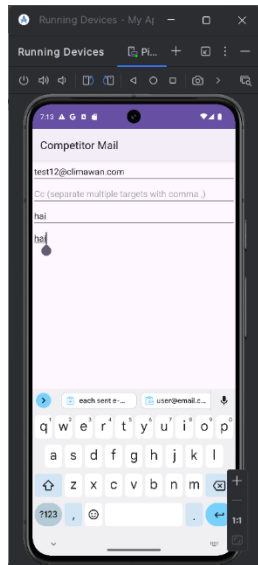 Running Devices - My Ap
Running Devices Pi...
7:13
Competitor Mail
test12@climawan.com
Cc (separate multiple targets with comma ,)
hai
hai
each sent e-... user@email.c...
q w e r t y u i o p
a s d f g h j k l
z x c v b n m
?123 , .
1:1